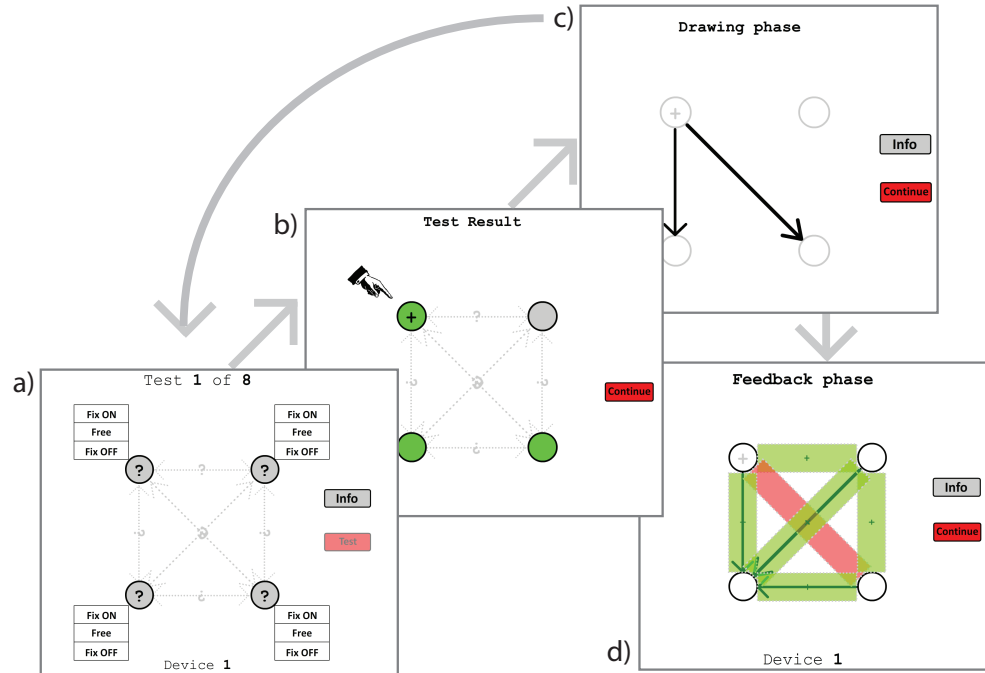 c)
Drawing phase
+
Info
Continue
b)
Test Result
+
?
?
?
?
?
Continue
a)
Test 1 of 8
Fix ON
Free
Fix OFF
Fix ON
Free
Fix OFF
?
?
?
?
?
?
Info
Test
?
?
?
Fix ON
Free
Fix OFF
Fix ON
Free
Fix OFF
Device 1
Feedback phase
+
+
+
+
+
+
Info
Continue
d)
Device 1